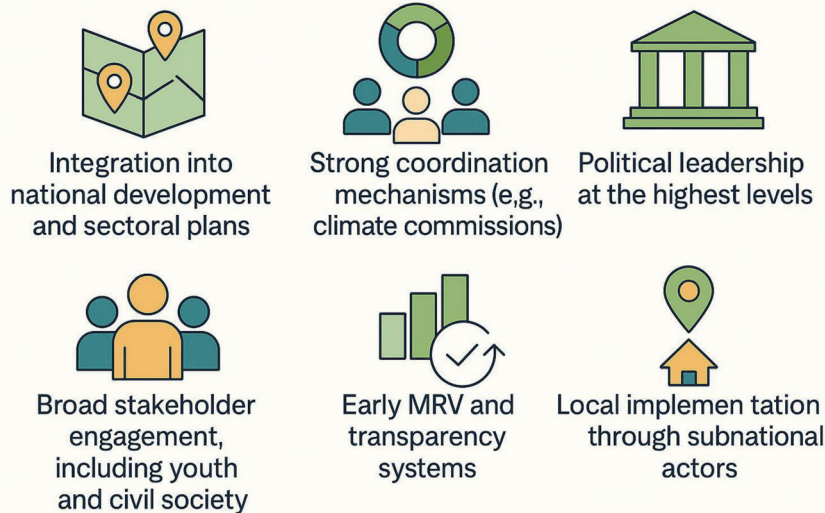 Integration into
national development
and sectoral plans
Strong coordination
mechanisms (e,g.,
climate commissions)
Political leadership
at the highest levels
Broad stakeholder
engagement,
including youth
and civil society
Early MRV and
transparency
systems
Local implemen tation
through subnational
actors